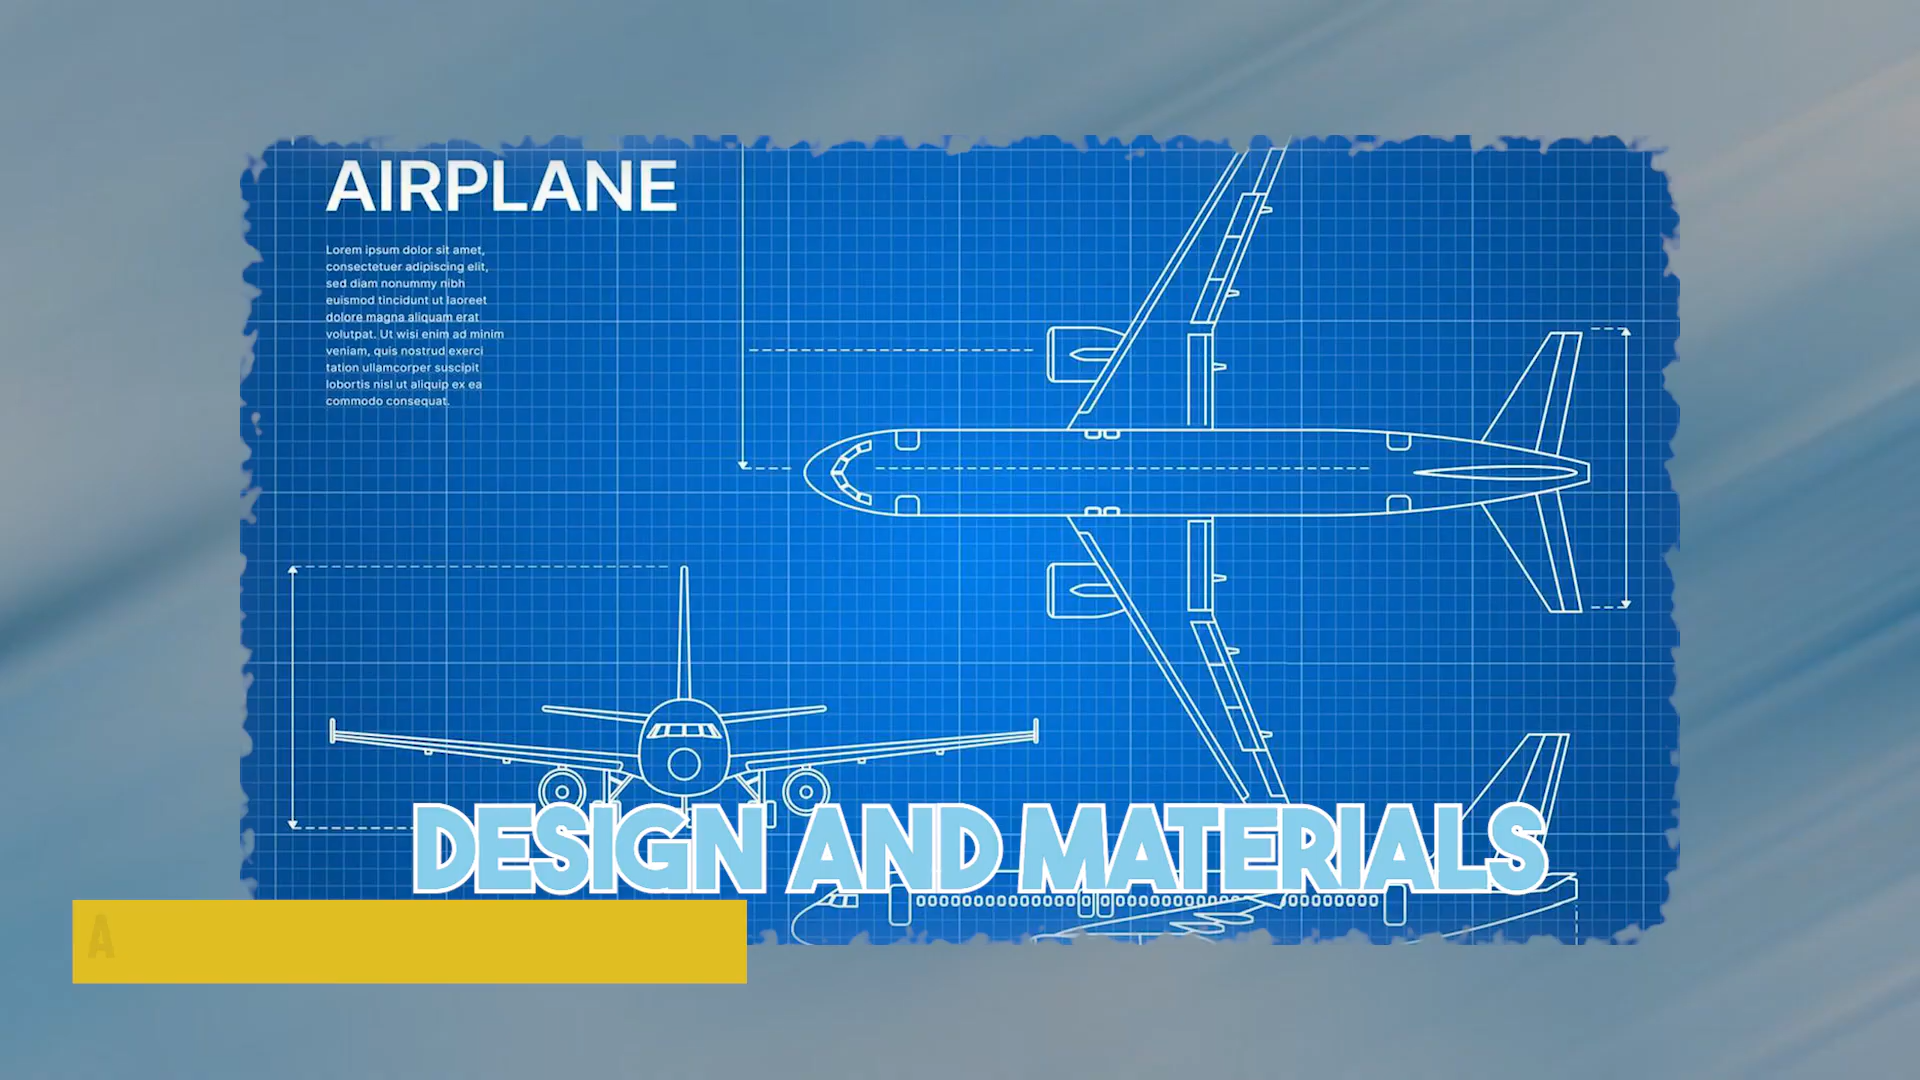 AIRPLANE
Lorem ipsum dolor sit amet,
consectetuer adipiscing elit,
sed diam nonummy nibh
euismod tincidunt ut laoreet
dolore magna aliquam erat
volutpat. Ut wisi enim ad minim
veniam, quis nostrud exerci
tation ullamcorper suscipit
lobortis nisl ut aliquip ex ea
commodo consequat.
DESIGN AND MATERIALS
A